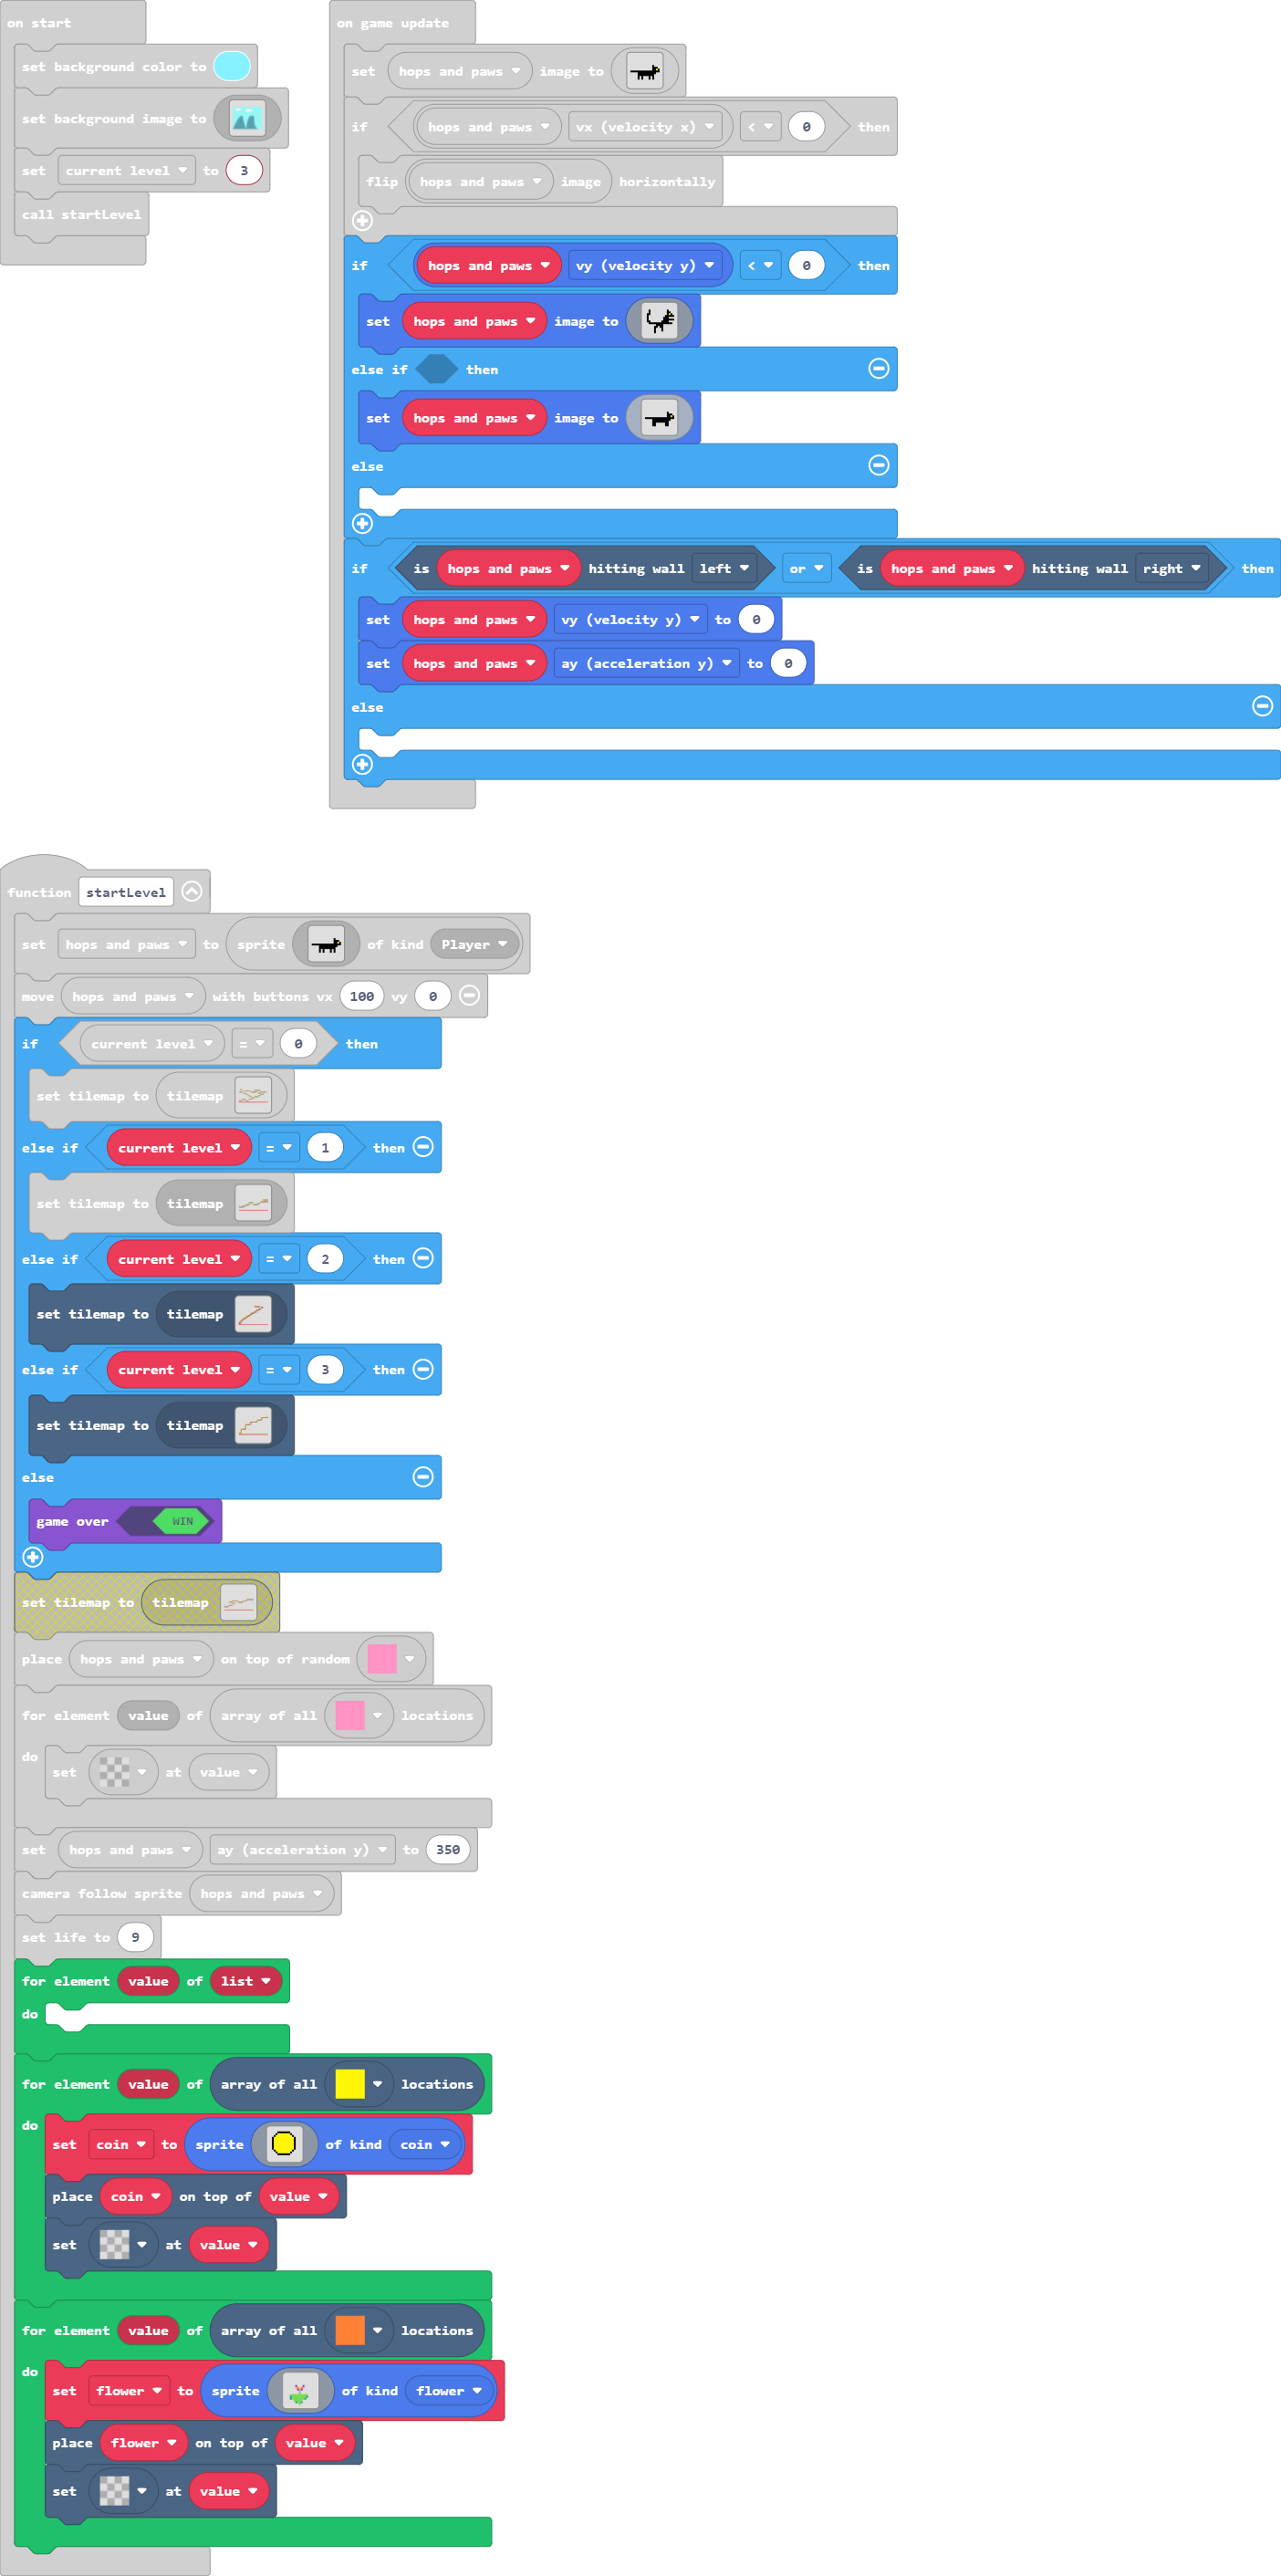 on start
set background color to
set background image to
set current level to 3
call startLevel
on game update
set hops and paws image to
if hops and paws vx (velocity x) < 0 then
flip hops and paws image horizontally
if hops and paws vy (velocity y) < 0 then
set hops and paws image to
else if then
set hops and paws image to
else
if is hops and paws hitting wall left or is hops and paws hitting wall right then
set hops and paws vy (velocity y) to 0
set hops and paws ay (acceleration y) to 0
else
function startLevel
set hops and paws to sprite of kind Player
move hops and paws with buttons vx 100 vy 0
if current level = 0 then
set tilemap to tilemap
else if current level = 1 then
set tilemap to tilemap
else if current level = 2 then
set tilemap to tilemap
else if current level = 3 then
set tilemap to tilemap
else
game over WIN
set tilemap to tilemap
place hops and paws on top of random
for element value of array of all locations
do
set at value
set hops and paws ay (acceleration y) to 350
camera follow sprite hops and paws
set life to 9
for element value of list
do
for element value of array of all locations
do
set coin to sprite of kind coin
place coin on top of value
set at value
for element value of array of all locations
do
set flower to sprite of kind flower
place flower on top of value
set at value